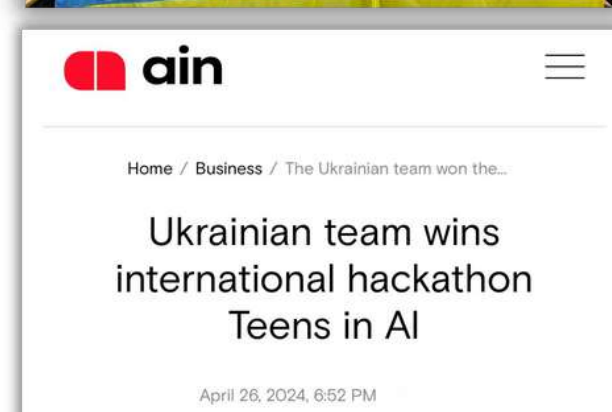 ain
Home / Business / The Ukrainian team won the...
Ukrainian team wins
international hackathon
Teens in AI
April 26, 2024, 6:52 PM